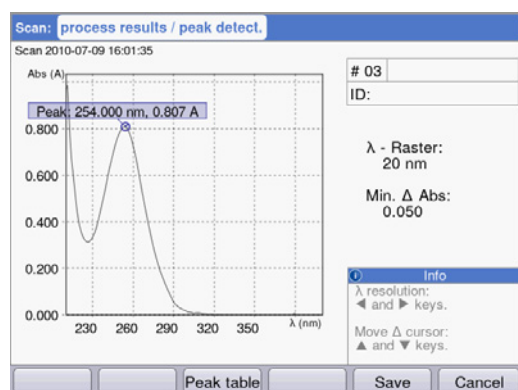 Scan: process results / peak detect.
Scan 2010-07-09 16:01:35
Abs (A)
Peak: 254.000 nm, 0.807 A
0.800
0.600
0.400
0.200
0.000
230 260 290 320 350 λ (nm)
# 03
ID:
λ - Raster:
20 nm
Min. Δ Abs:
0.050
Info
λ resolution:
◀ and ▶ keys.
Move Δ cursor:
▲ and ▼ keys.
Peak table
Save
Cancel